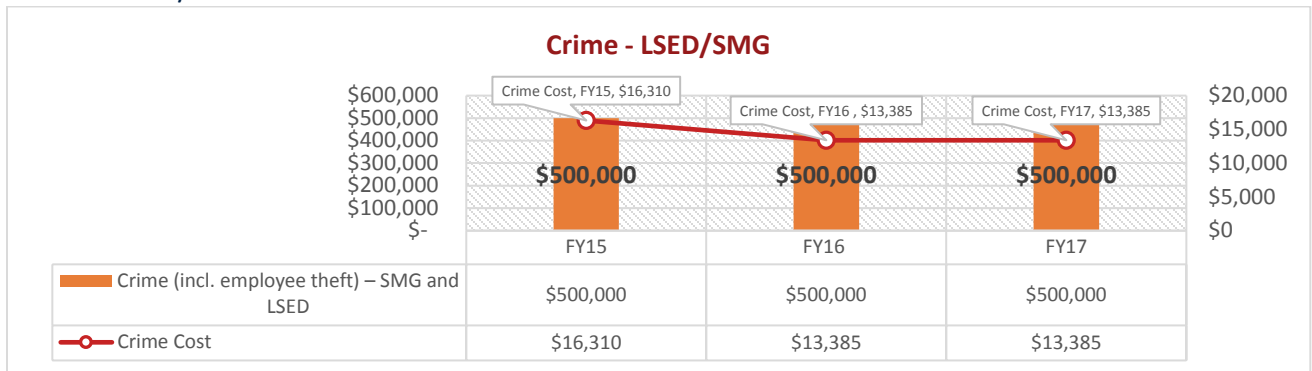 Crime - LSED/SMG
Crime Cost, FY15, $16,310
Crime Cost, FY16 , $13,385
Crime Cost, FY17, $13,385
$600,000
$500,000
$400,000
$300,000
$200,000
$100,000
$-
$20,000
$15,000
$10,000
$5,000
$0
$500,000
$500,000
$500,000
FY15
FY16
FY17
Crime (incl. employee theft) – SMG and
LSED
$500,000
$500,000
$500,000
Crime Cost
$16,310
$13,385
$13,385